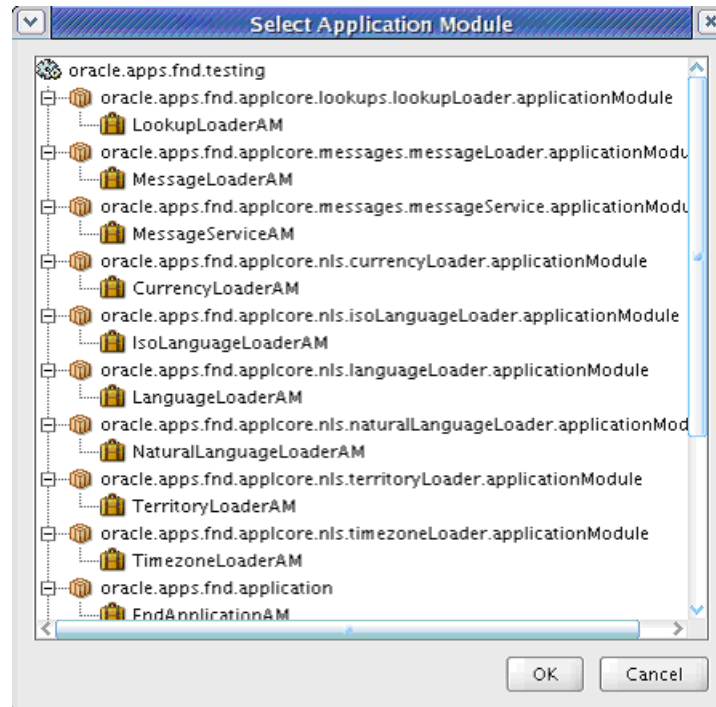 Select Application Module
oracle.apps.fnd.testing
oracle.apps.fnd.applcore.lookups.lookupLoader.applicationModule
LookupLoaderAM
oracle.apps.fnd.applcore.messages.messageLoader.applicationModu
MessageLoaderAM
oracle.apps.fnd.applcore.messages.messageService.applicationModu
MessageServiceAM
oracle.apps.fnd.applcore.nls.currencyLoader.applicationModule
CurrencyLoaderAM
oracle.apps.fnd.applcore.nls.isoLanguageLoader.applicationModule
IsoLanguageLoaderAM
oracle.apps.fnd.applcore.nls.languageLoader.applicationModule
LanguageLoaderAM
oracle.apps.fnd.applcore.nls.naturalLanguageLoader.applicationMod
NaturalLanguageLoaderAM
oracle.apps.fnd.applcore.nls.territoryLoader.applicationModule
TerritoryLoaderAM
oracle.apps.fnd.applcore.nls.timezoneLoader.applicationModule
TimezoneLoaderAM
oracle.apps.fnd.application
FndApplicationAM
OK Cancel